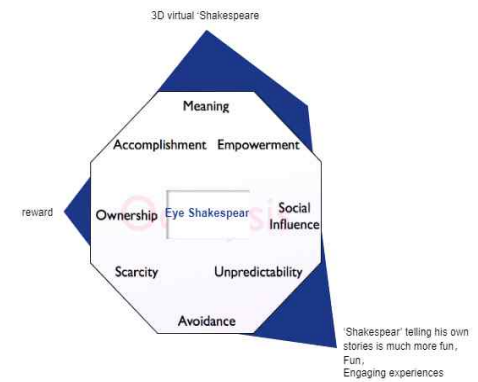 3D virtual ‘Shakespeare
Meaning
Accomplishment Empowerment
reward
Ownership
Eye Shakespear
Social
Influence
Scarcity
Unpredictability
Avoidance
‘Shakespear’ telling his own
stories is much more fun,
Fun,
Engaging experiences